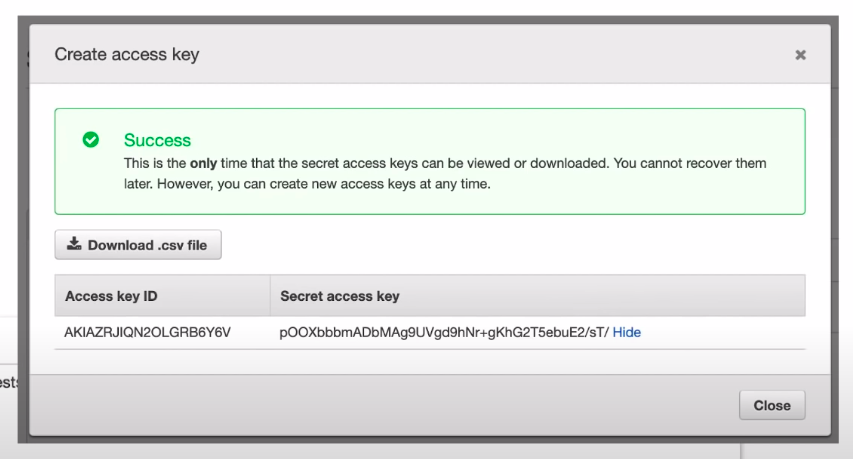 Create access key
Success
This is the only time that the secret access keys can be viewed or downloaded. You cannot recover them
later. However, you can create new access keys at any time.
Download .csv file
Access key ID Secret access key
AKIAZRJIQN2OLGRB6Y6V pOOXbbbmADbMAg9UVgd9hNr+gKhG2T5ebuE2/sT/ Hide
Close